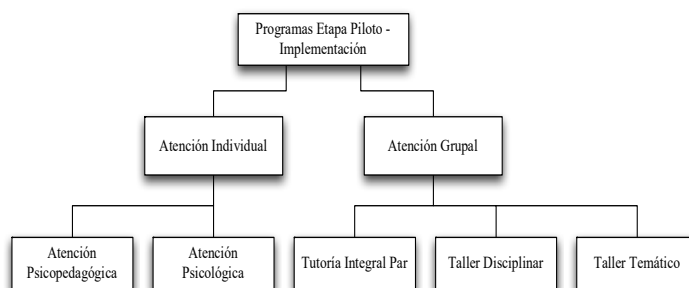 Programas Etapa Piloto -
Implementación
Atención Individual
Atención Grupal
Atención
Psicopedagógica
Atención
Psicológica
Tutoría Integral Par
Taller Disciplinar
Taller Temático